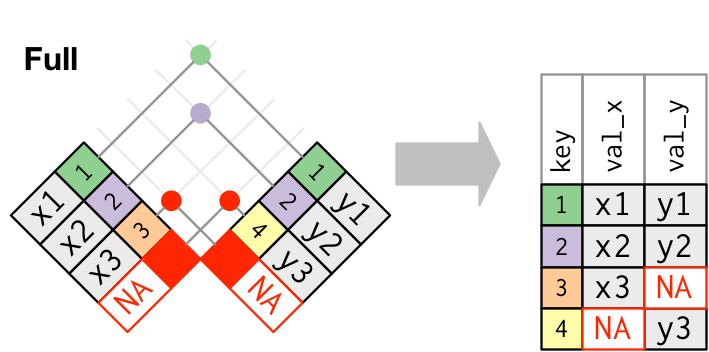 Full
1
2
3
x1
x2
x3
NA
1
2
4
y1
y2
y3
NA
key val_x val_y
1 x1 y1
2 x2 y2
3 x3 NA
4 NA y3